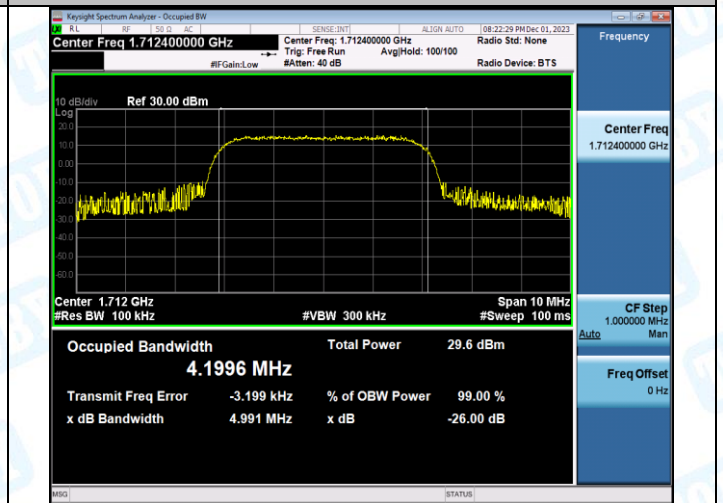 Keysight Spectrum Analyzer - Occupied BW
RL RF 50 Ω AC SENSE:INT ALIGN AUTO 08:22:29 PM Dec 01, 2023
Center Freq 1.712400000 GHz Center Freq: 1.712400000 GHz Radio Std: None
Trig: Free Run Avg|Hold: 100/100
#IFGain:Low #Atten: 40 dB Radio Device: BTS
Frequency
10 dB/div Ref 30.00 dBm
Log
20.0
10.0
0.00
-10.0
-20.0
-30.0
-40.0
-50.0
-60.0
Center 1.712 GHz Span 10 MHz
#Res BW 100 kHz #VBW 300 kHz #Sweep 100 ms
Occupied Bandwidth Total Power 29.6 dBm
4.1996 MHz
Transmit Freq Error -3.199 kHz % of OBW Power 99.00 %
x dB Bandwidth 4.991 MHz x dB -26.00 dB
Center Freq
1.712400000 GHz
CF Step
1.000000 MHz
Auto Man
Freq Offset
0 Hz
MSG STATUS